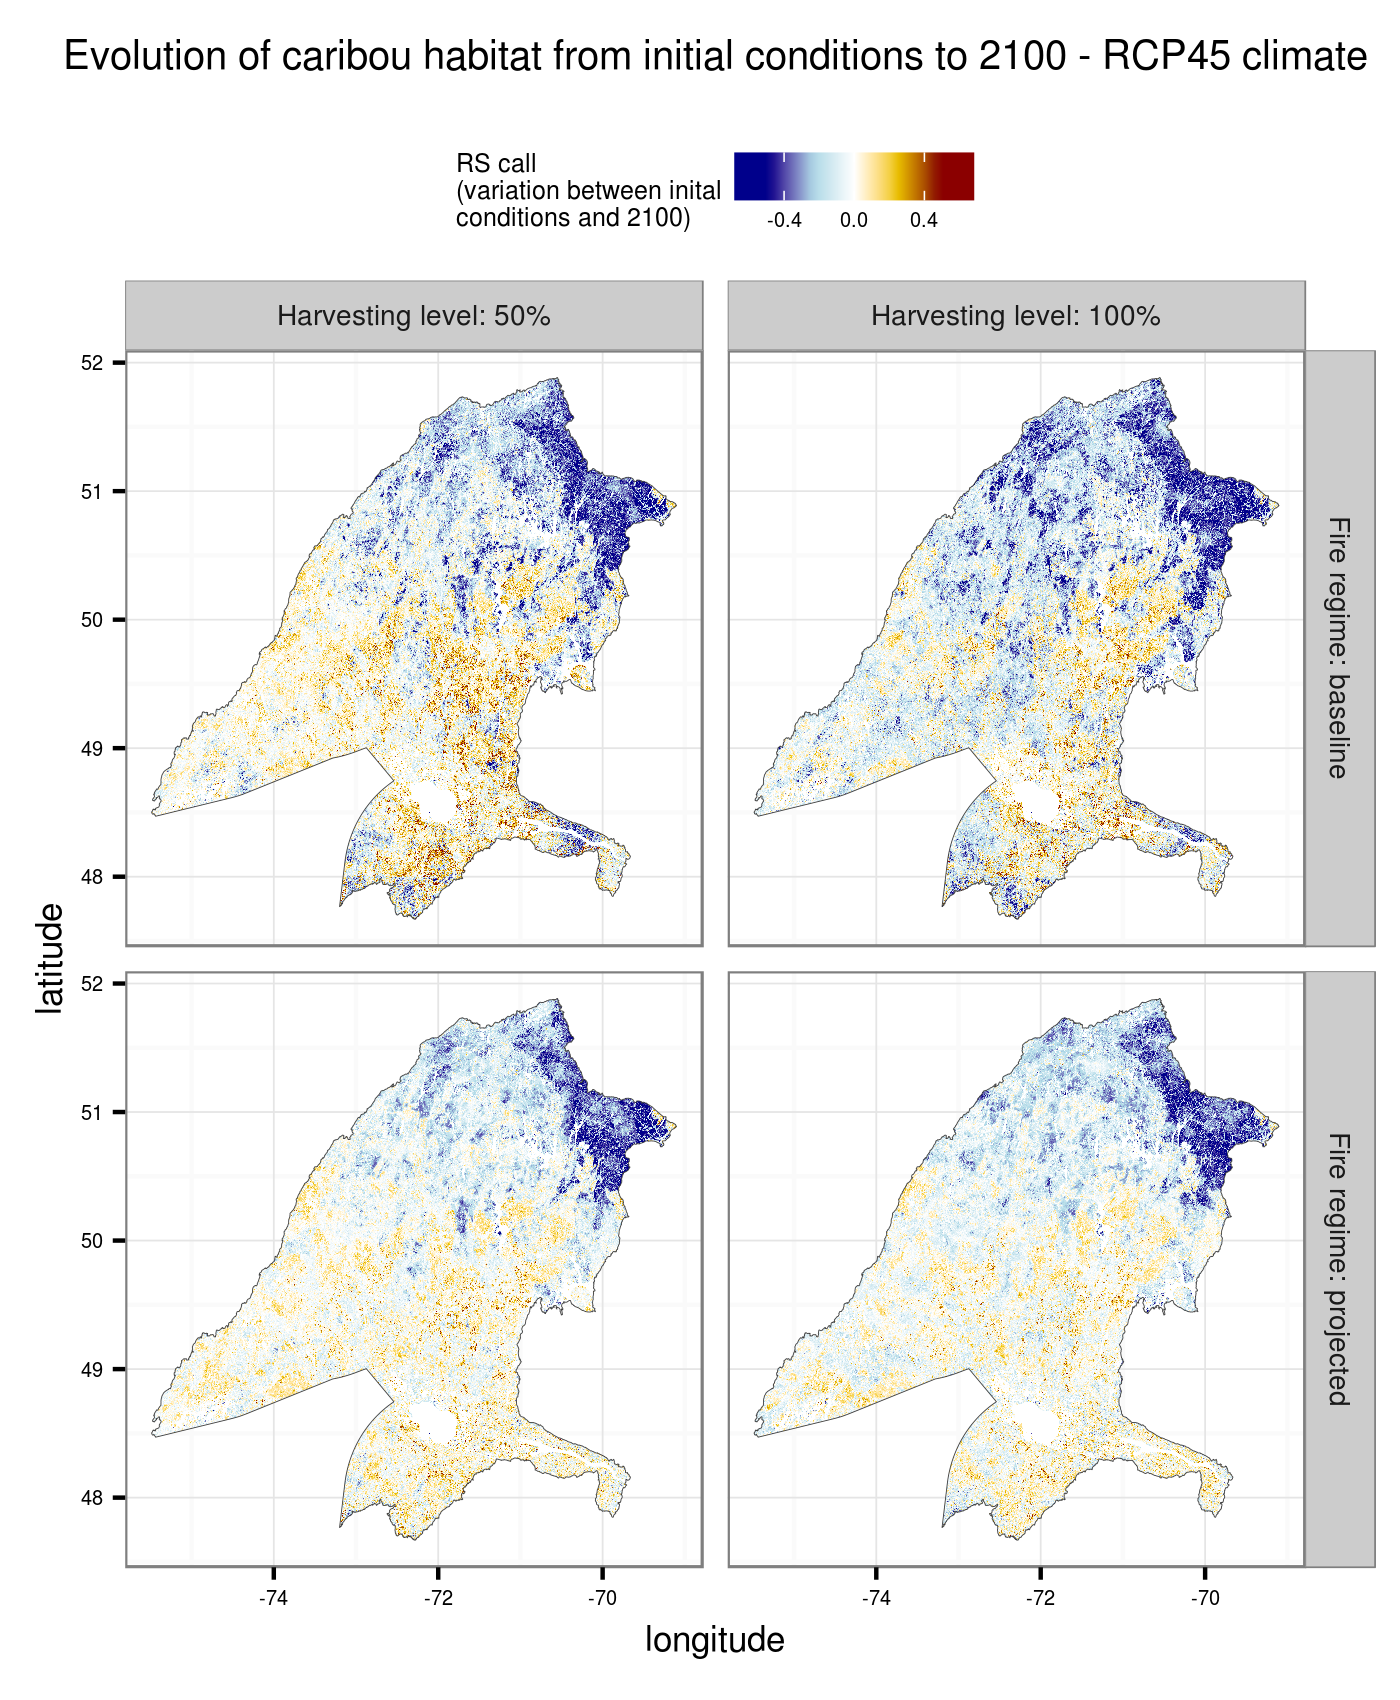 Evolution of caribou habitat from initial conditions to 2100 - RCP45 climate
RS call
(variation between inital
conditions and 2100)
-0.4 0.0 0.4
Harvesting level: 50%
Harvesting level: 100%
Fire regime: baseline
Fire regime: projected
latitude
52
51
50
49
48
52
51
50
49
48
-74 -72 -70
-74 -72 -70
longitude